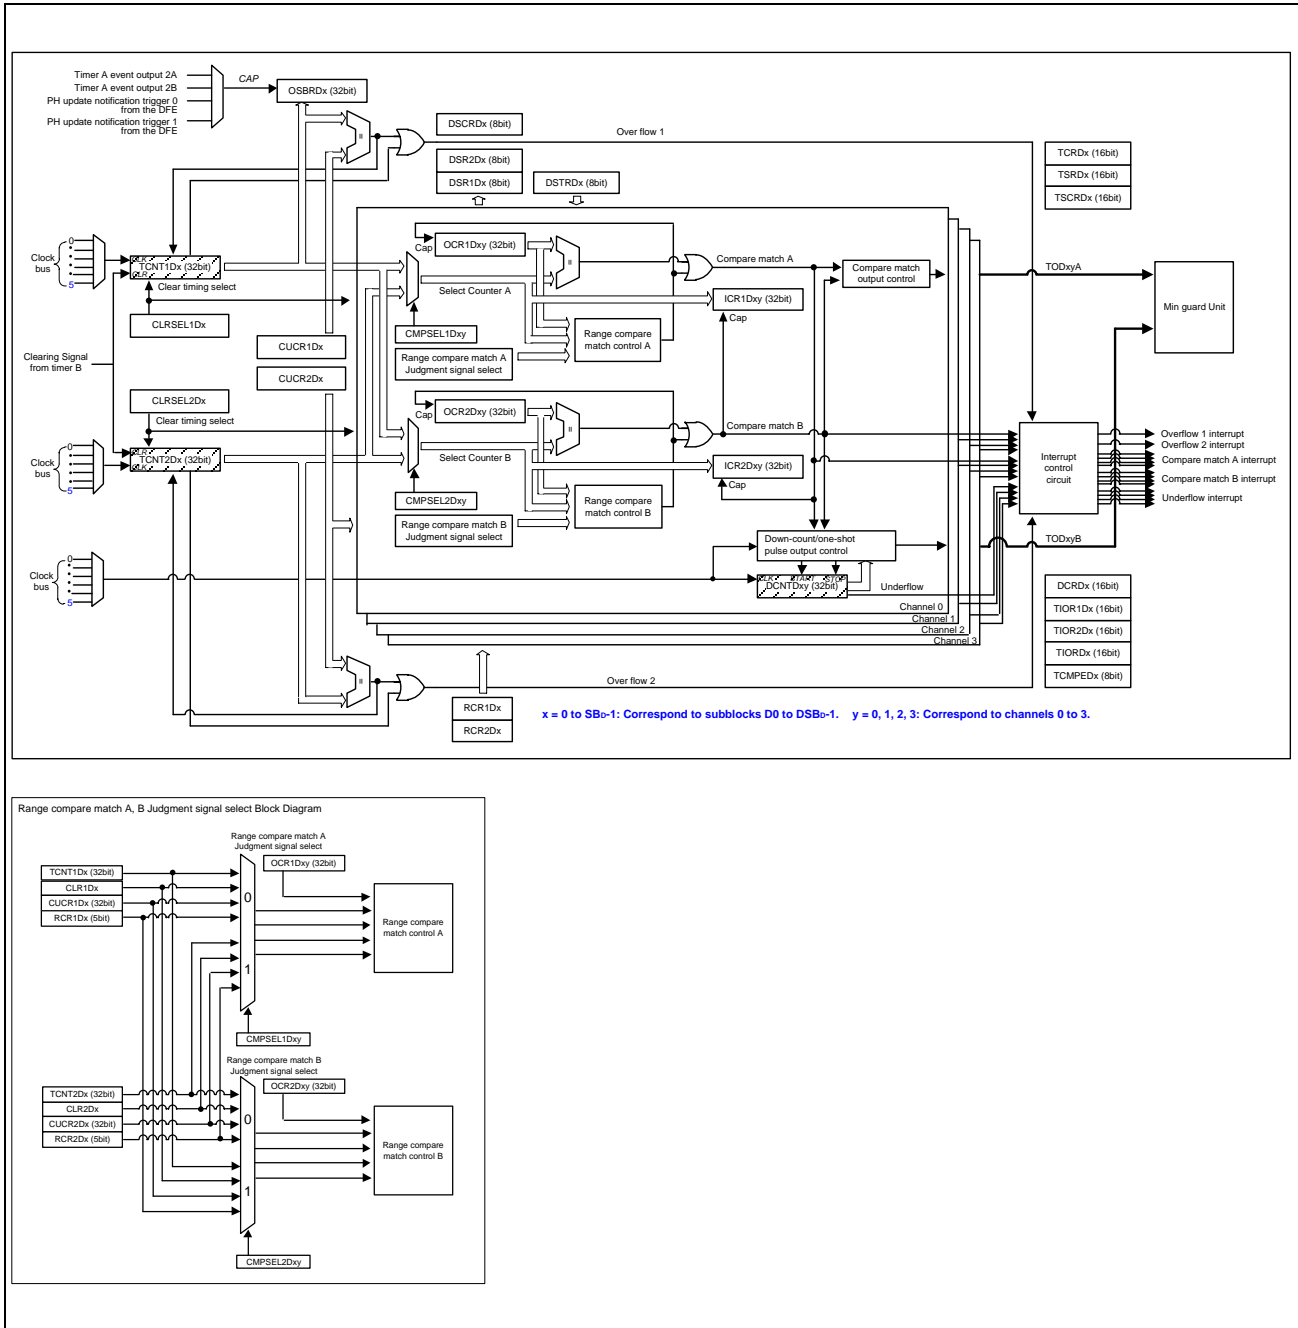 Timer A event output 2A
Timer A event output 2B
PH update notification trigger 0
from the DFE
PH update notification trigger 1
from the DFE
CAP
OSBRDx (32bit)
=
DSCRDx (8bit)
DSR2Dx (8bit)
DSR1Dx (8bit)
DSTRDx (8bit)
Over flow 1
TCRDx (16bit)
TSRDx (16bit)
TSCRDx (16bit)
Clock
bus
0
5
CLK
TCNT1Dx (32bit)
CLR
Clear timing select
CLRSEL1Dx
Clearing Signal
from timer B
CLRSEL2Dx
Clear timing select
Clock
bus
0
5
CLR
TCNT2Dx (32bit)
CLK
Clock
bus
0
5
CUCR1Dx
CUCR2Dx
Cap
OCR1Dxy (32bit)
=
Select Counter A
CMPSEL1Dxy
Range compare match A
Judgment signal select
Range compare
match control A
Compare match A
ICR1Dxy (32bit)
Cap
Compare match
output control
TODxyA
Min guard Unit
Cap
OCR2Dxy (32bit)
=
Select Counter B
CMPSEL2Dxy
Range compare match B
Judgment signal select
Range compare
match control B
Compare match B
ICR2Dxy (32bit)
Cap
Down-count/one-shot
pulse output control
CLK START STOP
DCNTDxy (32bit)
Underflow
Channel 0
Channel 1
Channel 2
Channel 3
Interrupt
control
circuit
Overflow 1 interrupt
Overflow 2 interrupt
Compare match A interrupt
Compare match B interrupt
Underflow interrupt
TODxyB
DCRDx (16bit)
TIOR1Dx (16bit)
TIOR2Dx (16bit)
TIORDx (16bit)
TCMPEDx (8bit)
=
Over flow 2
RCR1Dx
RCR2Dx
x = 0 to SBD-1: Correspond to subblocks D0 to DSBD-1. y = 0, 1, 2, 3: Correspond to channels 0 to 3.
Range compare match A, B Judgment signal select Block Diagram
Range compare match A
Judgment signal select
TCNT1Dx (32bit)
CLR1Dx
CUCR1Dx (32bit)
RCR1Dx (5bit)
0
1
OCR1Dxy (32bit)
Range compare
match control A
CMPSEL1Dxy
Range compare match B
Judgment signal select
TCNT2Dx (32bit)
CLR2Dx
CUCR2Dx (32bit)
RCR2Dx (5bit)
0
1
OCR2Dxy (32bit)
Range compare
match control B
CMPSEL2Dxy